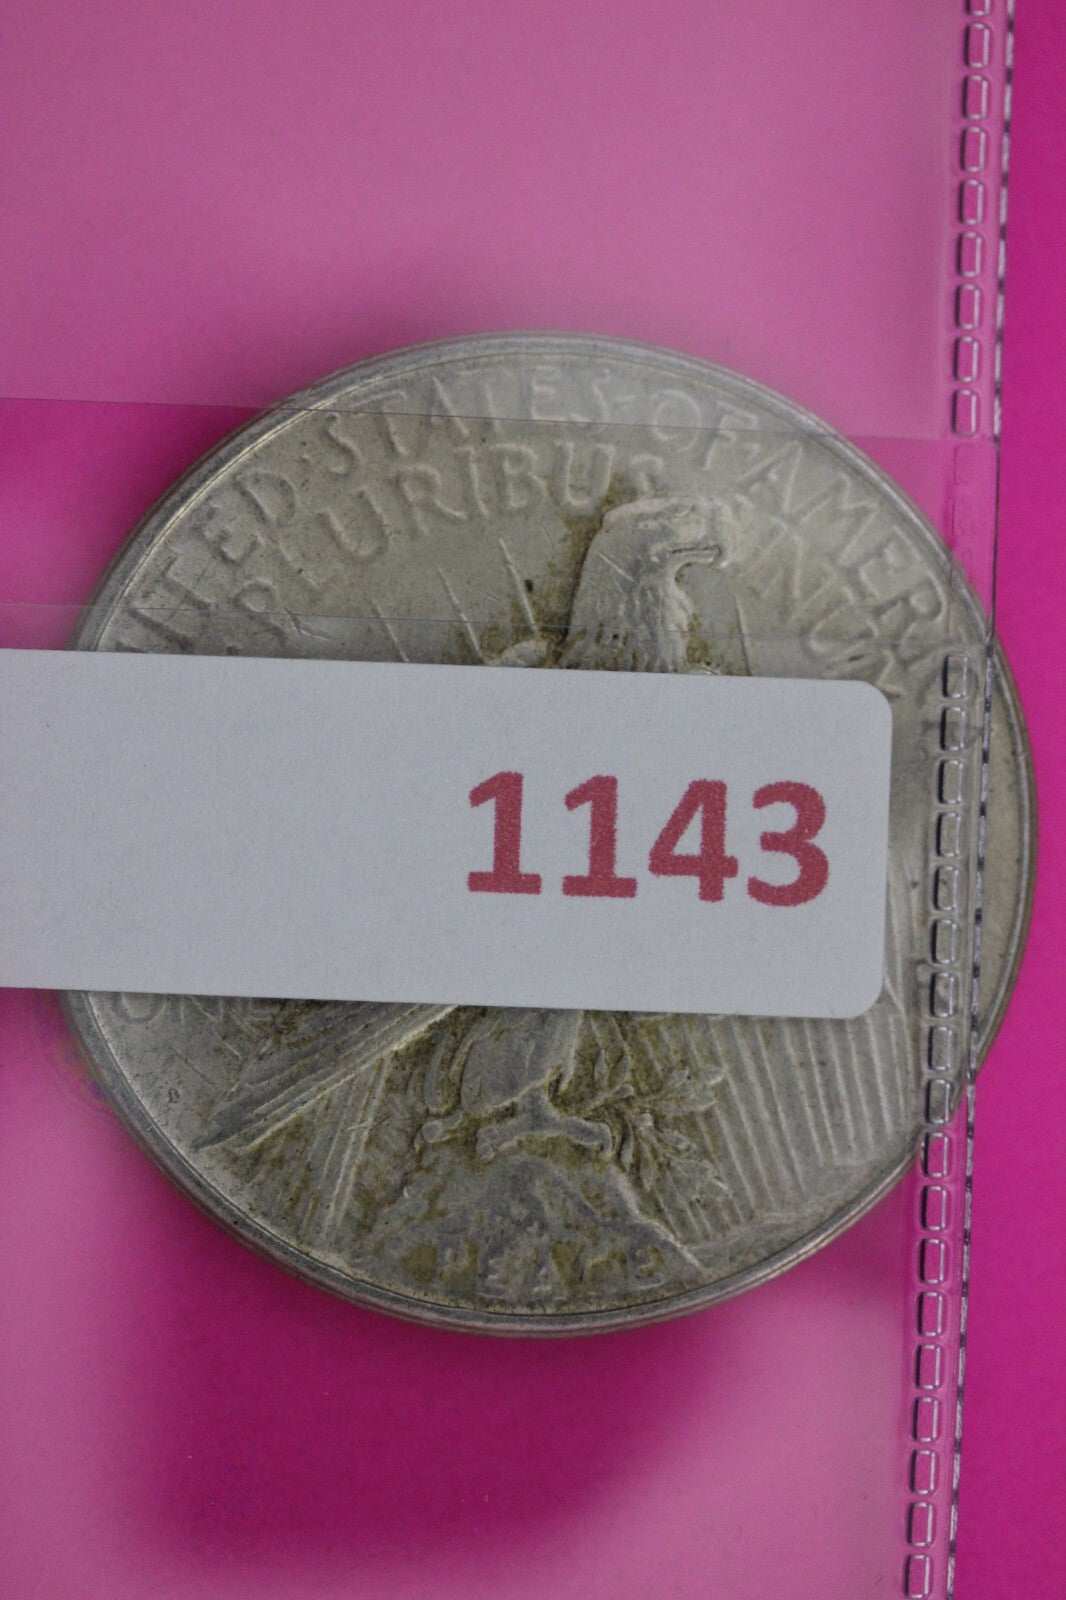 UNITED·STATES·OF·AMERICA
PLURIBUS UNUM
1143
ONE
D
PEACE